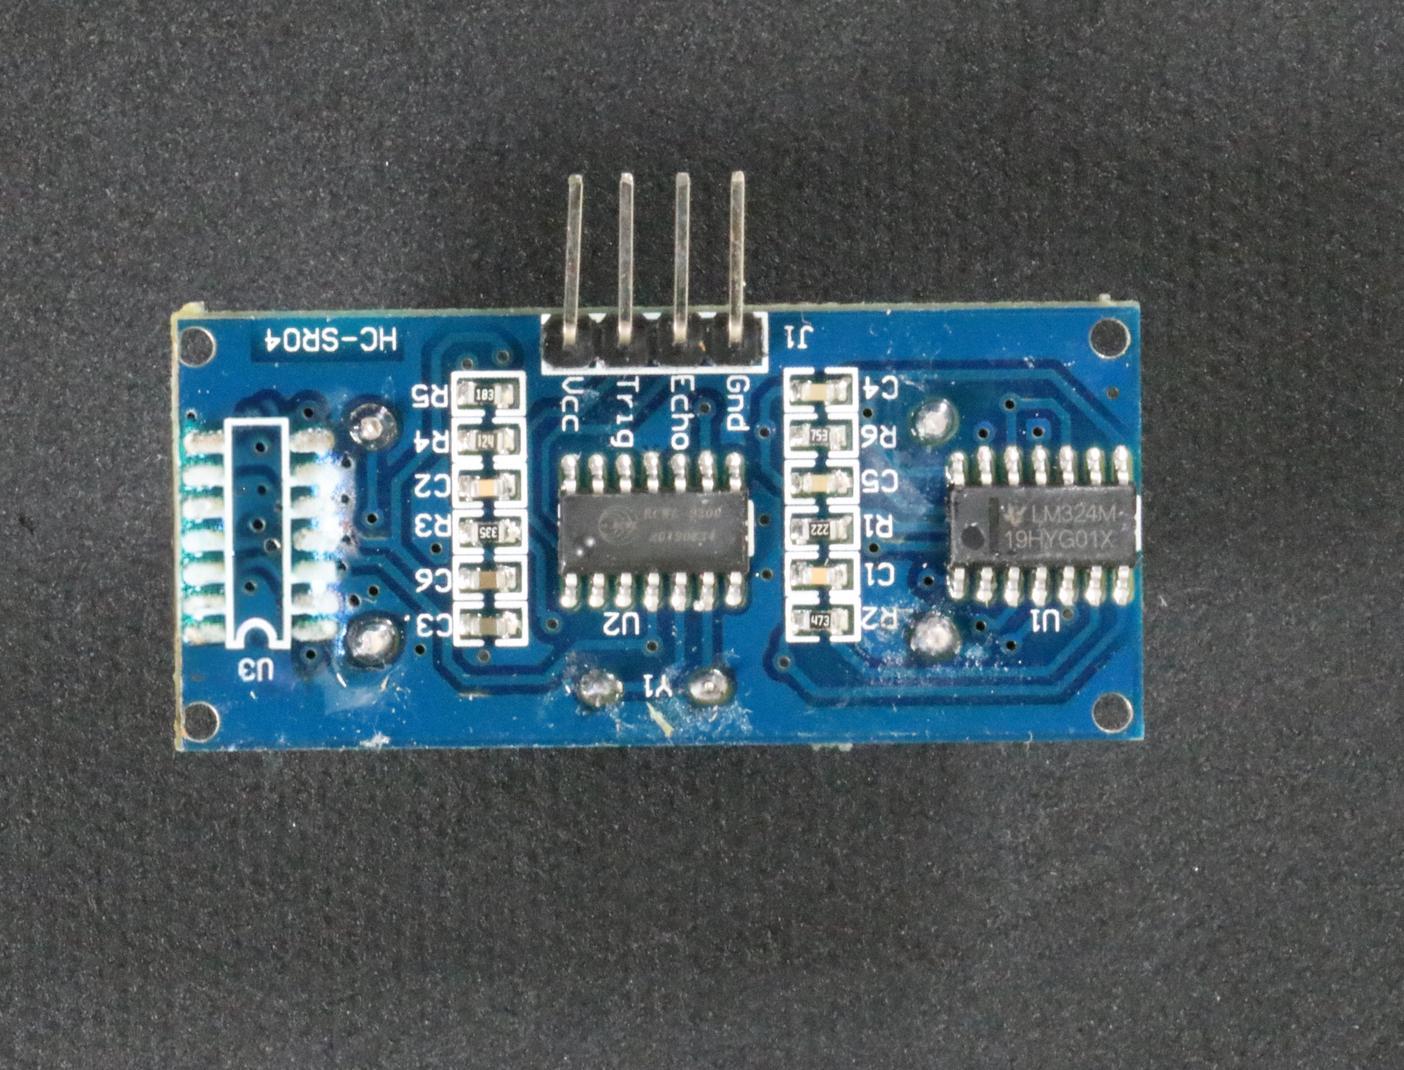 HC-SR04
J1
Vcc
Trig
Echo
Gnd
R5
183
R4
124
C2
R3
335
C6
C3
C4
R6
753
C5
R1
222
C1
R2
473
U3
U2
Y1
LM324M
19HYG01X
U1